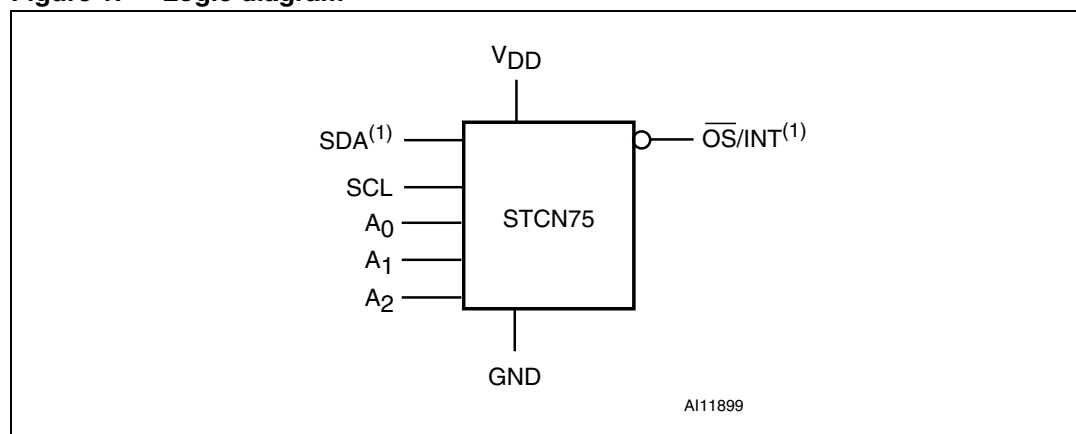 Figure 1. Logic diagram
VDD
SDA(1)
OS/INT(1)
SCL
A0
STCN75
A1
A2
GND
AI11899